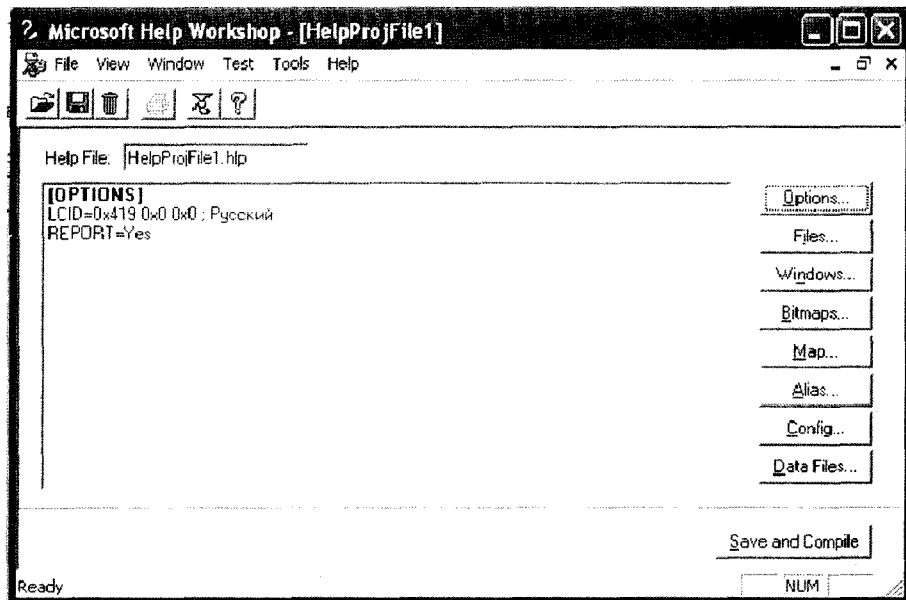 Microsoft Help Workshop - [HelpProjFile1]
File View Window Test Tools Help
Help File: HelpProjFile1.hlp
[OPTIONS]
LCID=0x419 0x0 0x0 ; Русский
REPORT=Yes
Options...
Files...
Windows...
Bitmaps...
Map...
Alias...
Config...
Data Files...
Save and Compile
Ready NUM